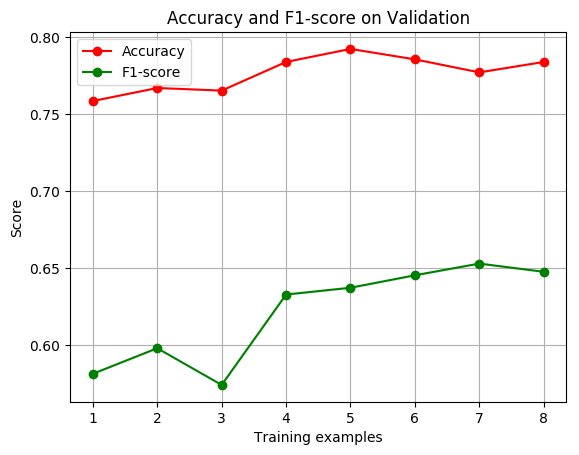 Accuracy and F1-score on Validation
Accuracy
F1-score
0.80
0.75
0.70
0.65
0.60
Score
1 2 3 4 5 6 7 8
Training examples